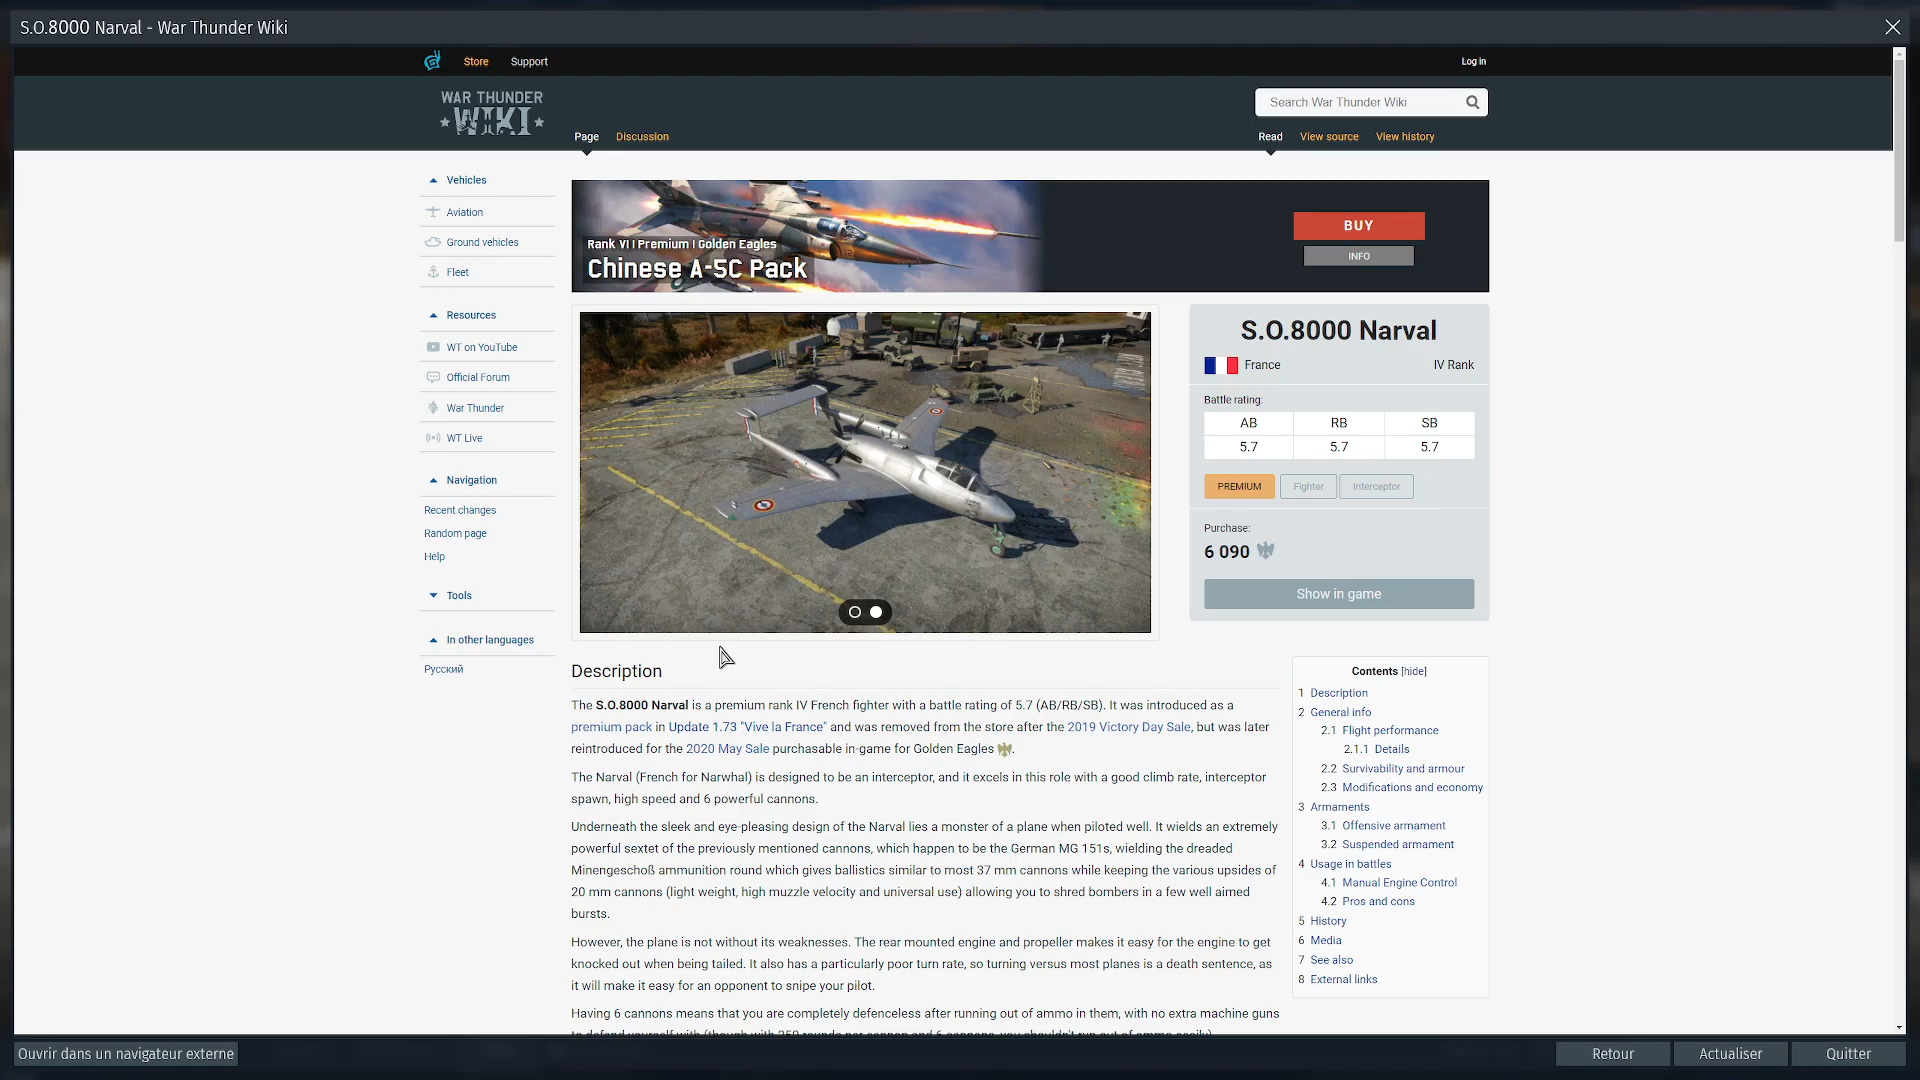 S.O.8000 Narval - War Thunder Wiki
Store
Support
Log in
WAR THUNDER
WIKI
Search War Thunder Wiki
Page
Discussion
Read
View source
View history
Vehicles
Aviation
Ground vehicles
Fleet
Resources
WT on YouTube
Official Forum
War Thunder
WT Live
Navigation
Recent changes
Random page
Help
Tools
In other languages
Русский
Rank VI | Premium | Golden Eagles
Chinese A-5C Pack
BUY
INFO
S.O.8000 Narval
France
IV Rank
Battle rating:
AB RB SB
5.7 5.7 5.7
PREMIUM
Fighter
Interceptor
Purchase:
6 090
Show in game
Description
The S.O.8000 Narval is a premium rank IV French fighter with a battle rating of 5.7 (AB/RB/SB). It was introduced as a
premium pack in Update 1.73 "Vive la France" and was removed from the store after the 2019 Victory Day Sale, but was later
reintroduced for the 2020 May Sale purchasable in-game for Golden Eagles.
The Narval (French for Narwhal) is designed to be an interceptor, and it excels in this role with a good climb rate, interceptor
spawn, high speed and 6 powerful cannons.
Underneath the sleek and eye-pleasing design of the Narval lies a monster of a plane when piloted well. It wields an extremely
powerful sextet of the previously mentioned cannons, which happen to be the German MG 151s, wielding the dreaded
Minengeschoß ammunition round which gives ballistics similar to most 37 mm cannons while keeping the various upsides of
20 mm cannons (light weight, high muzzle velocity and universal use) allowing you to shred bombers in a few well aimed
bursts.
However, the plane is not without its weaknesses. The rear mounted engine and propeller makes it easy for the engine to get
knocked out when being tailed. It also has a particularly poor turn rate, so turning versus most planes is a death sentence, as
it will make it easy for an opponent to snipe your pilot.
Having 6 cannons means that you are completely defenceless after running out of ammo in them, with no extra machine guns
to defend yourself with (though with 250 rounds per cannon and 6 cannons, you shouldn't run out of ammo easily).
Contents [hide]
1 Description
2 General info
2.1 Flight performance
2.1.1 Details
2.2 Survivability and armour
2.3 Modifications and economy
3 Armaments
3.1 Offensive armament
3.2 Suspended armament
4 Usage in battles
4.1 Manual Engine Control
4.2 Pros and cons
5 History
6 Media
7 See also
8 External links
Ouvrir dans un navigateur externe
Retour
Actualiser
Quitter